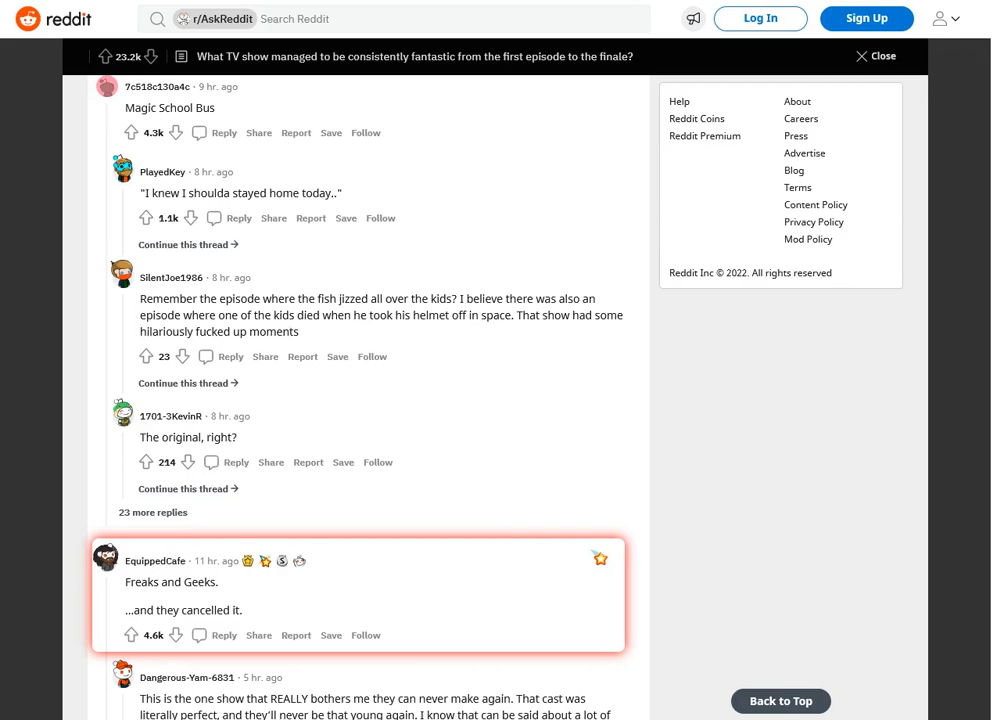 reddit
r/AskReddit Search Reddit
Log In
Sign Up
23.2k
What TV show managed to be consistently fantastic from the first episode to the finale?
Close
7c518c130a4c · 9 hr. ago
Magic School Bus
4.3k Reply Share Report Save Follow
PlayedKey · 8 hr. ago
"I knew I shoulda stayed home today.."
1.1k Reply Share Report Save Follow
Continue this thread →
SilentJoe1986 · 8 hr. ago
Remember the episode where the fish jizzed all over the kids? I believe there was also an
episode where one of the kids died when he took his helmet off in space. That show had some
hilariously fucked up moments
23 Reply Share Report Save Follow
Continue this thread →
1701-3KevinR · 8 hr. ago
The original, right?
214 Reply Share Report Save Follow
Continue this thread →
23 more replies
EquippedCafe · 11 hr. ago
Freaks and Geeks.
...and they cancelled it.
4.6k Reply Share Report Save Follow
Dangerous-Yam-6831 · 5 hr. ago
This is the one show that REALLY bothers me they can never make again. That cast was
literally perfect, and they'll never be that young again. I know that can be said about a lot of
Help
Reddit Coins
Reddit Premium
About
Careers
Press
Advertise
Blog
Terms
Content Policy
Privacy Policy
Mod Policy
Reddit Inc © 2022. All rights reserved
Back to Top